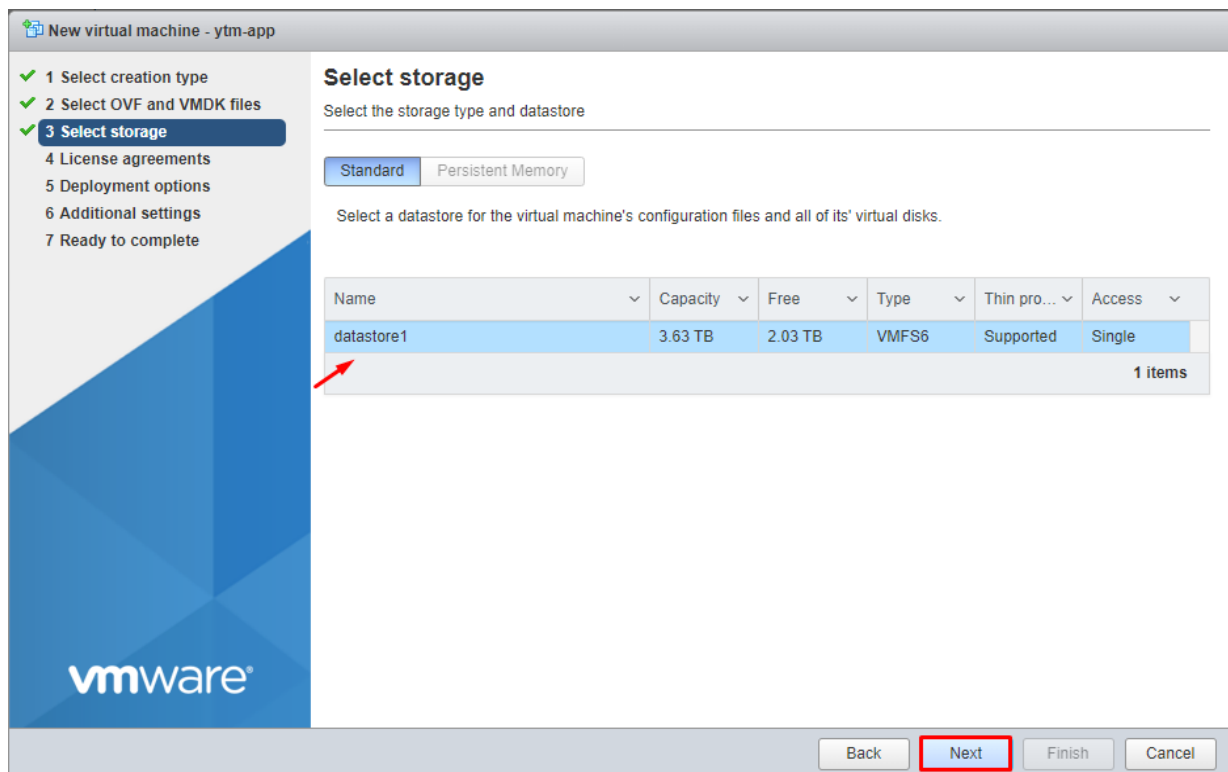 New virtual machine - ytm-app
1 Select creation type
2 Select OVF and VMDK files
3 Select storage
4 License agreements
5 Deployment options
6 Additional settings
7 Ready to complete
Select storage
Select the storage type and datastore
Standard Persistent Memory
Select a datastore for the virtual machine's configuration files and all of its' virtual disks.
Name Capacity Free Type Thin pro... Access
datastore1 3.63 TB 2.03 TB VMFS6 Supported Single
1 items
vmware®
Back Next Finish Cancel